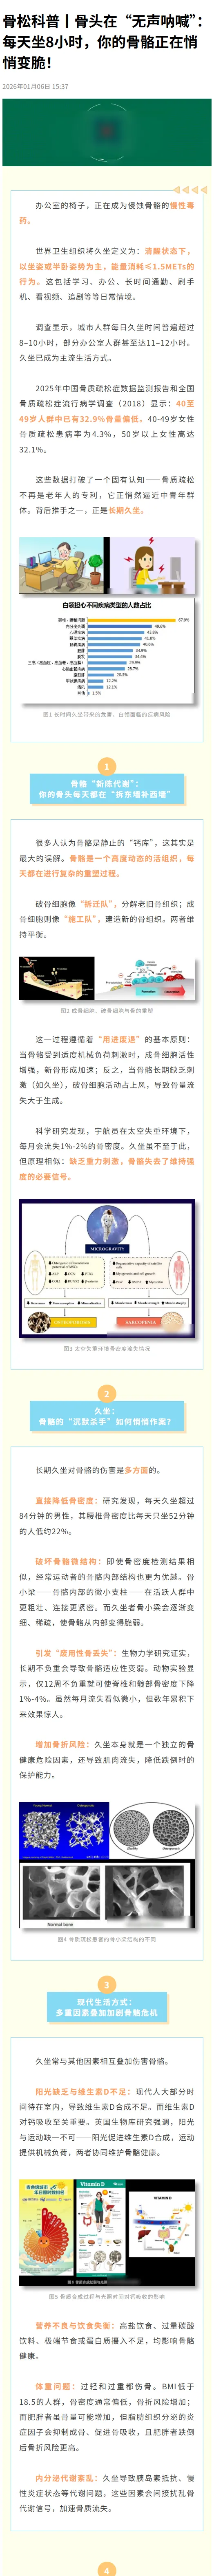 骨松科普丨骨头在“无声呐喊”:
每天坐8小时，你的骨骼正在悄
悄变脆！
2026年01月06日 15:37
办公室的椅子，正在成为侵蚀骨骼的慢性毒
药。
世界卫生组织将久坐定义为：清醒状态下，
以坐姿或半卧姿势为主，能量消耗≤1.5METs的
行为。这包括学习、办公、长时间通勤、刷手
机、看视频、追剧等等日常情境。
调查显示，城市人群每日久坐时间普遍超过
8–10小时，部分办公室人群甚至达11–12小时。
久坐已成为主流生活方式。
2025年中国骨质疏松症数据监测报告和全国
骨质疏松症流行病学调查（2018）显示：40至
49岁人群中已有32.9%骨量偏低。40-49岁女性
骨质疏松患病率为4.3%，50岁以上女性高达
32.1%。
这些数据打破了一个固有认知——骨质疏松
不再是老年人的专利，它正悄然逼近中青年群
体。背后推手之一，正是长期久坐。
白领担心不同疾病类型的人数占比
67.9%
49.6%
41.8%
41.8%
40.6%
34.4%
34.4%
29.9%
28.7%
20.5%
12.2%
12.1%
1.3%
图1 长时间久坐带来的危害、白领面临的疾病风险
1
骨骼“新陈代谢”：
你的骨头每天都在“拆东墙补西墙”
很多人认为骨骼是静止的“钙库”，这其实是
最大的误解。骨骼是一个高度动态的活组织，每
天都在进行复杂的重塑过程。
破骨细胞像“拆迁队”，分解老旧骨组织；成
骨细胞则像“施工队”，建造新的骨组织。两者维
持平衡。
图2 成骨细胞、破骨细胞与骨的重塑
这一过程遵循着“用进废退”的基本原则：
当骨骼受到适度机械负荷刺激时，成骨细胞活性
增强，新骨形成加速；反之，当骨骼长期缺乏刺
激（如久坐），破骨细胞活动占上风，导致骨量流
失大于生成。
科学研究发现，宇航员在太空失重环境下，
每月会流失1%-2%的骨密度。久坐虽不至于此，
但原理相似：缺乏重力刺激，骨骼失去了维持强
度的必要信号。
MICROGRAVITY
OSTEOPOROSIS
SARCOPENIA
图3 太空失重环境骨密度流失情况
2
久坐：
骨骼的“沉默杀手”如何悄悄作案？
长期久坐对骨骼的伤害是多方面的。
直接降低骨密度：研究发现，每天久坐超过
84分钟的男性，其腰椎骨密度比每天只坐52分钟
的人低约22%。
破坏骨骼微结构：即使骨密度检测结果相
似，经常运动者的骨骼内部结构也更为优越。骨
小梁——骨骼内部的微小支柱——在活跃人群中
更粗壮、连接更紧密。而久坐者骨小梁会逐渐变
细、稀疏，使骨骼从内部变得脆弱。
引发“废用性骨丢失”：生物力学研究证实，
长期不负重会导致骨骼适应性变弱。动物实验显
示，仅12周不负重就可使脊椎和髋部骨密度下降
1%-4%。虽然每月流失看似微小，但数年累积下
来效果惊人。
增加骨折风险：久坐本身就是一个独立的骨
健康危险因素，还导致肌肉流失，降低跌倒时的
保护能力。
Normal bone
图4 骨质疏松患者的骨小梁结构的不同
3
现代生活方式：
多重因素叠加加剧骨骼危机
久坐常与其他因素相互叠加伤害骨骼。
阳光缺乏与维生素D不足：现代人大部分时
间待在室内，导致维生素D合成不足。而维生素D
对钙吸收至关重要。英国生物库研究强调，阳光
与运动缺一不可——阳光促进维生素D合成，运动
提供机械负荷，两者协同维护骨骼健康。
Vitamin D
VITAMIN D
图5 骨质合成过程与光照时间对钙吸收的影响
营养不良与饮食失衡：高盐饮食、过量碳酸
饮料、极端节食或蛋白质摄入不足，均影响骨骼
健康。
体重问题：过轻和过重都伤骨。BMI低于
18.5的人群，骨密度通常偏低，骨折风险增加；
而肥胖者虽骨量可能增加，但脂肪组织分泌的炎
症因子会抑制成骨、促进骨吸收，且肥胖者跌倒
后骨折风险更高。
内分泌代谢紊乱：久坐导致胰岛素抵抗、慢
性炎症状态等代谢问题，这些因素会间接扰乱骨
代谢信号，加速骨质流失。
4